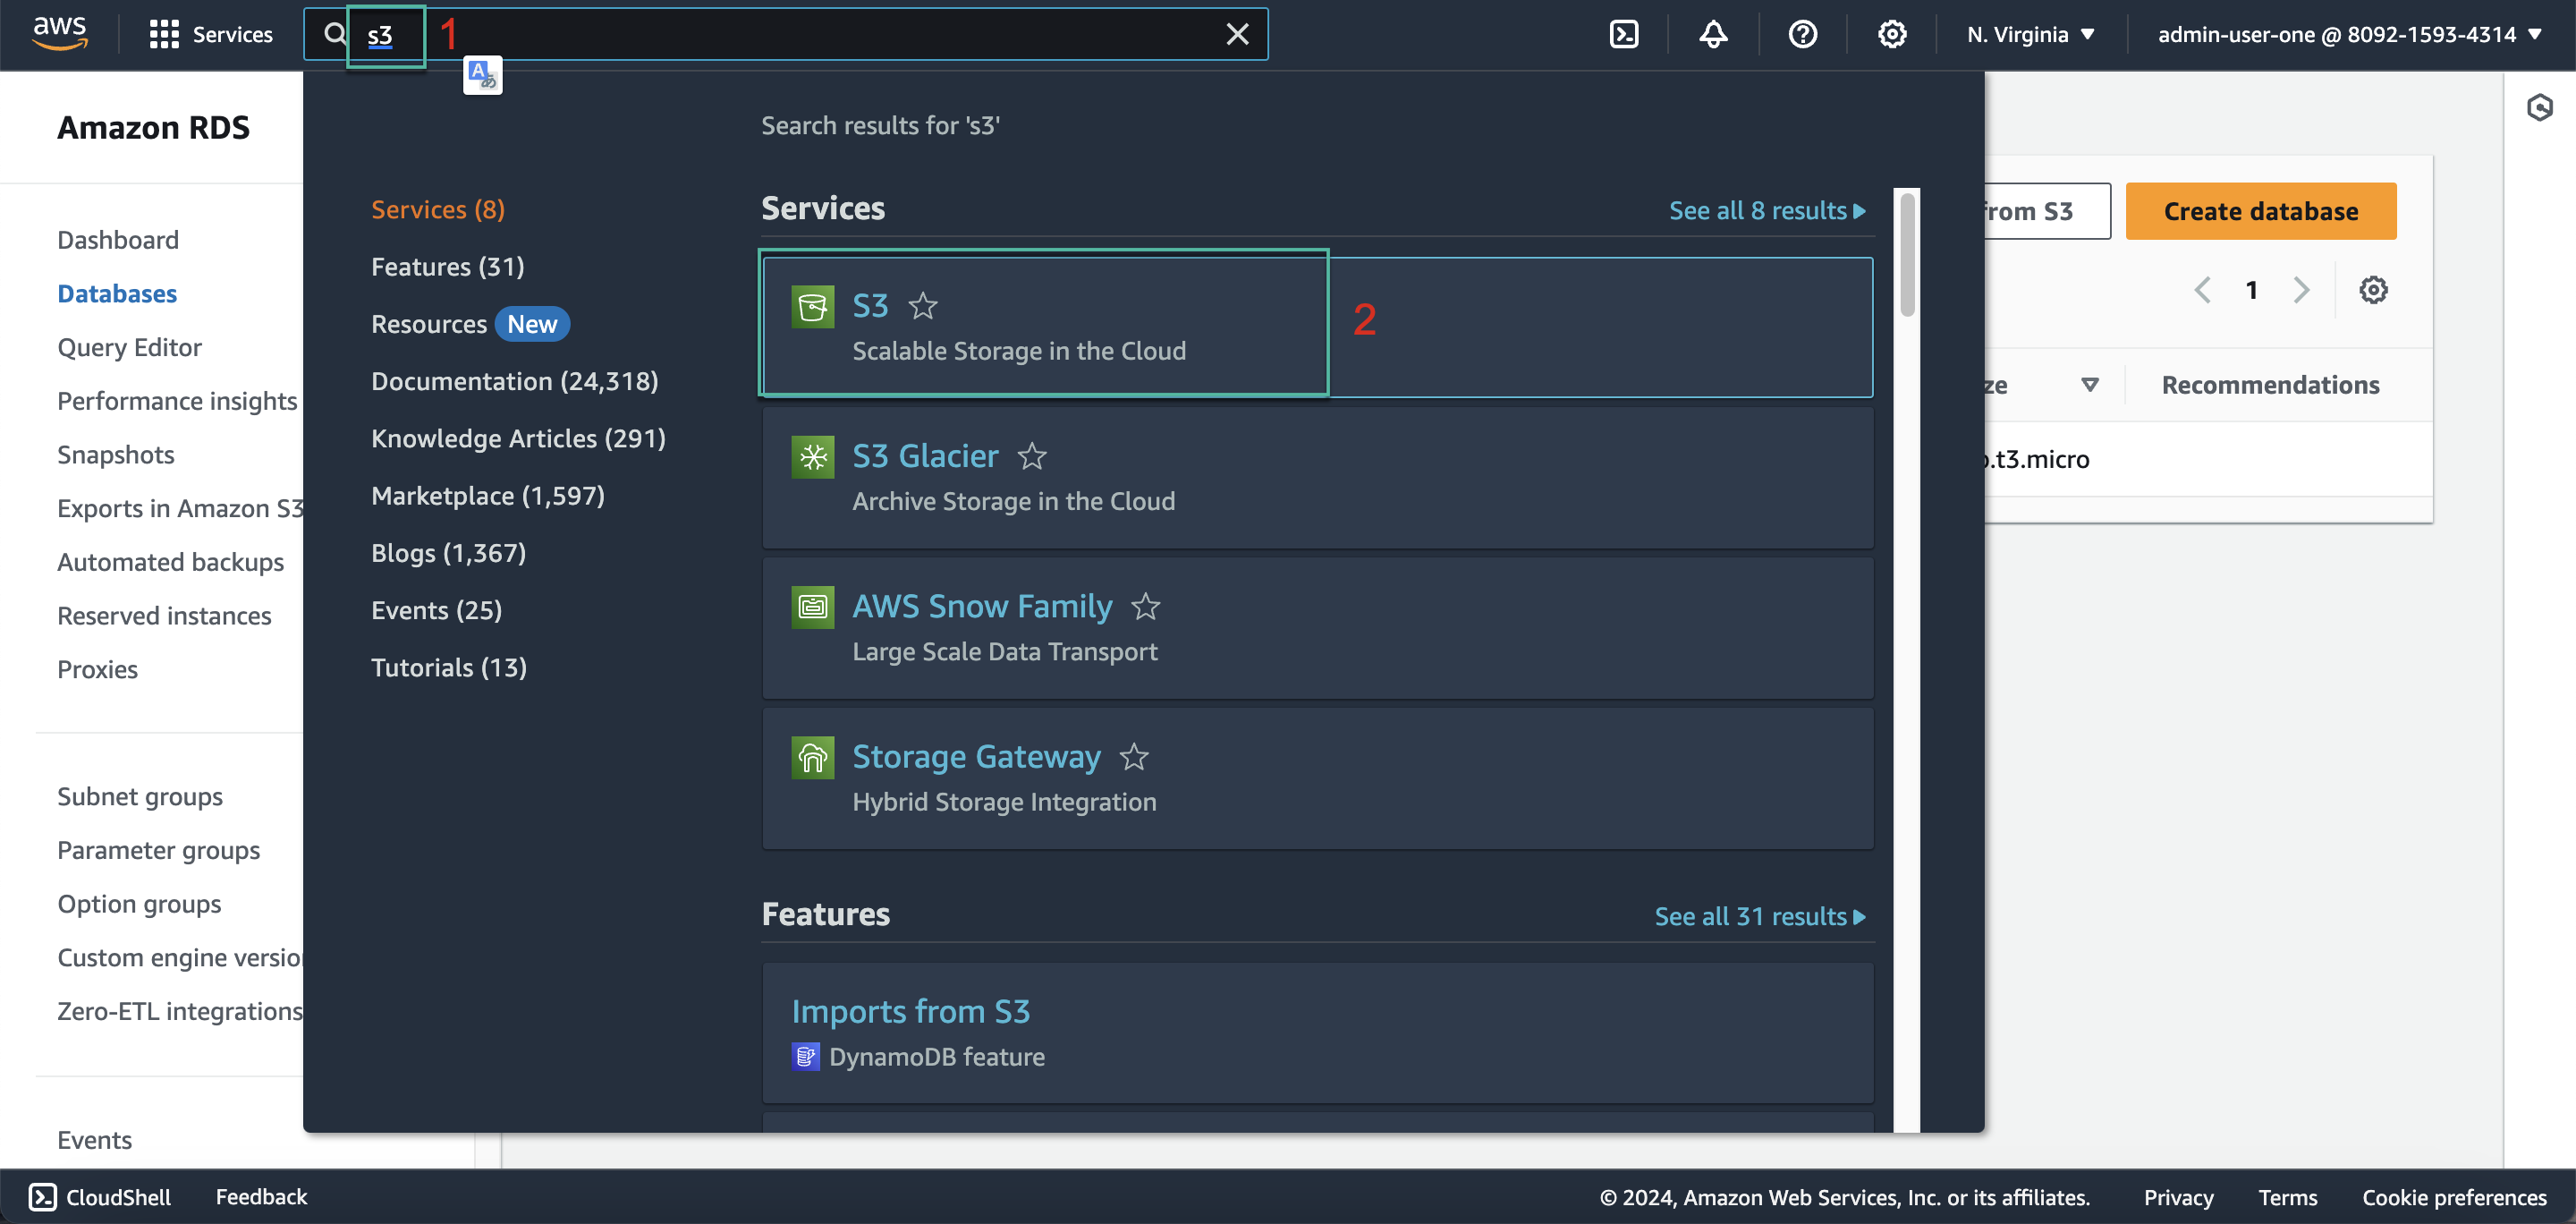 aws
Services
s3
1
N. Virginia
admin-user-one @ 8092-1593-4314
A あ
Amazon RDS
Dashboard
Databases
Query Editor
Performance insights
Snapshots
Exports in Amazon S3
Automated backups
Reserved instances
Proxies
Subnet groups
Parameter groups
Option groups
Custom engine versio
Zero-ETL integrations
Events
Search results for 's3'
Services (8)
Features (31)
Resources New
Documentation (24,318)
Knowledge Articles (291)
Marketplace (1,597)
Blogs (1,367)
Events (25)
Tutorials (13)
Services
See all 8 results
S3
Scalable Storage in the Cloud
2
S3 Glacier
Archive Storage in the Cloud
AWS Snow Family
Large Scale Data Transport
Storage Gateway
Hybrid Storage Integration
Features
See all 31 results
Imports from S3
DynamoDB feature
from S3
Create database
1
ze
Recommendations
.t3.micro
CloudShell
Feedback
© 2024, Amazon Web Services, Inc. or its affiliates.
Privacy
Terms
Cookie preferences